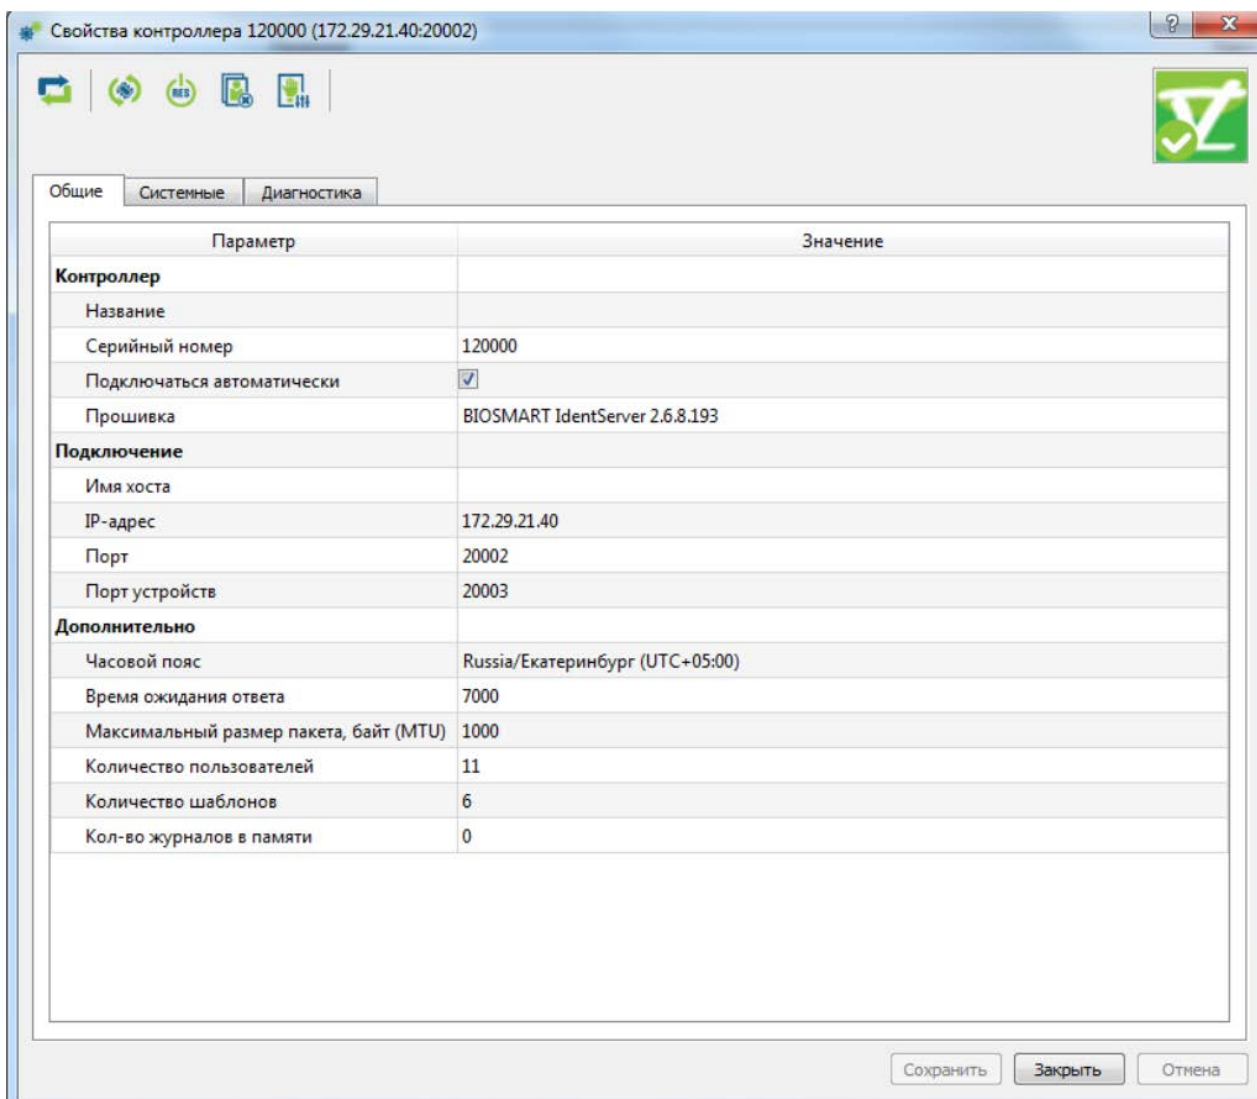 Свойства контроллера 120000 (172.29.21.40:20002)
RES
Общие Системные Диагностика
Параметр Значение
Контроллер
Название
Серийный номер 120000
Подключаться автоматически
Прошивка BIOSMART IdentServer 2.6.8.193
Подключение
Имя хоста
IP-адрес 172.29.21.40
Порт 20002
Порт устройств 20003
Дополнительно
Часовой пояс Russia/Екатеринбург (UTC+05:00)
Время ожидания ответа 7000
Максимальный размер пакета, байт (MTU) 1000
Количество пользователей 11
Количество шаблонов 6
Кол-во журналов в памяти 0
Сохранить Закрыть Отмена